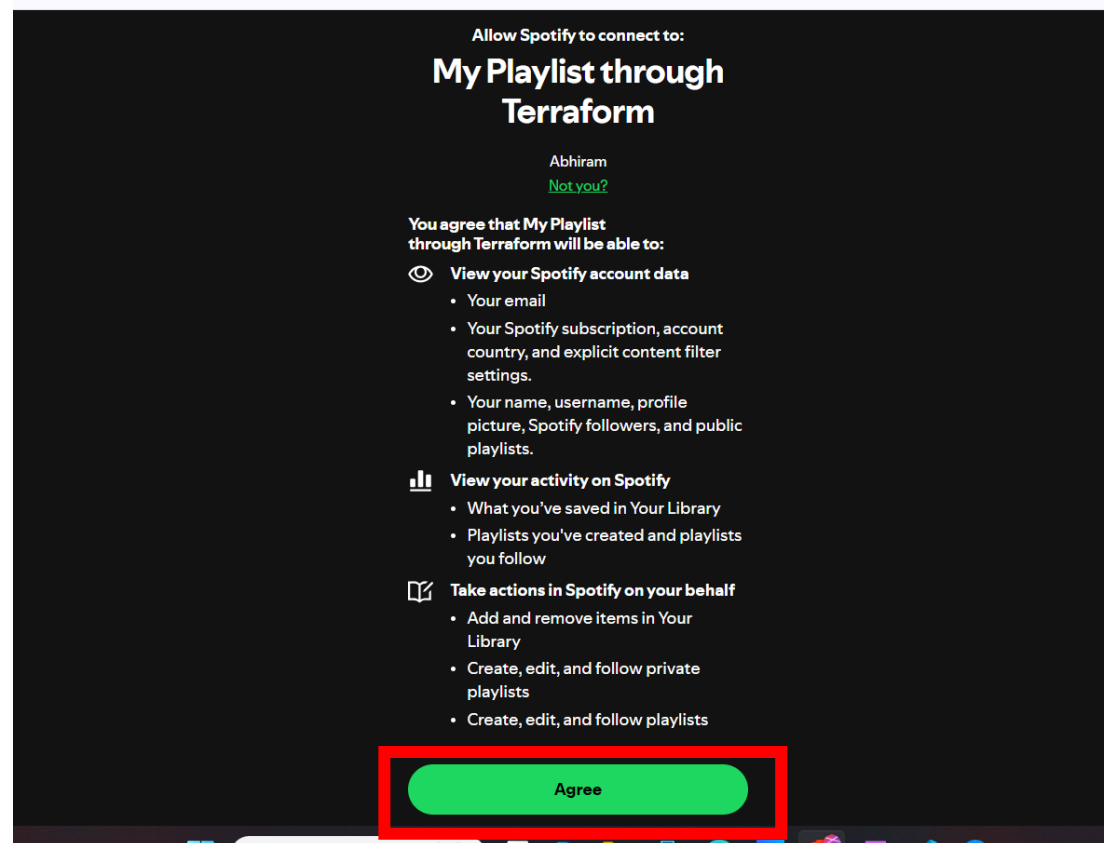 Allow Spotify to connect to:
My Playlist through
Terraform
Abhiram
Not you?
You agree that My Playlist
through Terraform will be able to:
View your Spotify account data
• Your email
• Your Spotify subscription, account
country, and explicit content filter
settings.
• Your name, username, profile
picture, Spotify followers, and public
playlists.
View your activity on Spotify
• What you’ve saved in Your Library
• Playlists you've created and playlists
you follow
Take actions in Spotify on your behalf
• Add and remove items in Your
Library
• Create, edit, and follow private
playlists
• Create, edit, and follow playlists
Agree